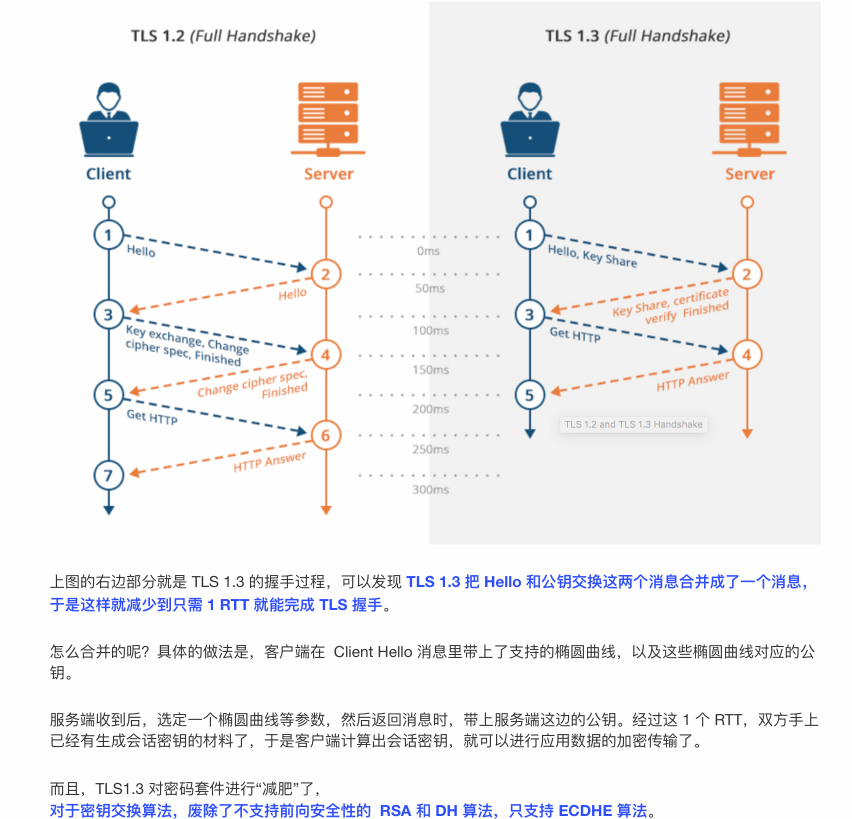 TLS 1.2 (Full Handshake)
TLS 1.3 (Full Handshake)
Client
Server
Client
Server
1
Hello
2
Hello
3
Key exchange, Change
cipher spec, Finished
4
Change cipher spec,
Finished
5
Get HTTP
6
HTTP Answer
7
0ms
50ms
100ms
150ms
200ms
250ms
300ms
1
Hello, Key Share
2
Key Share, certificate
verify Finished
3
Get HTTP
4
HTTP Answer
5
TLS 1.2 and TLS 1.3 Handshake
上图的右边部分就是 TLS 1.3 的握手过程，可以发现 TLS 1.3 把 Hello 和公钥交换这两个消息合并成了一个消息，
于是这样就减少到只需 1 RTT 就能完成 TLS 握手。
怎么合并的呢？具体的做法是，客户端在 Client Hello 消息里带上了支持的椭圆曲线，以及这些椭圆曲线对应的公
钥。
服务端收到后，选定一个椭圆曲线等参数，然后返回消息时，带上服务端这边的公钥。经过这 1 个 RTT，双方手上
已经有生成会话密钥的材料了，于是客户端计算出会话密钥，就可以进行应用数据的加密传输了。
而且，TLS1.3 对密码套件进行“减肥”了，
对于密钥交换算法，废除了不支持前向安全性的 RSA 和 DH 算法，只支持 ECDHE 算法。